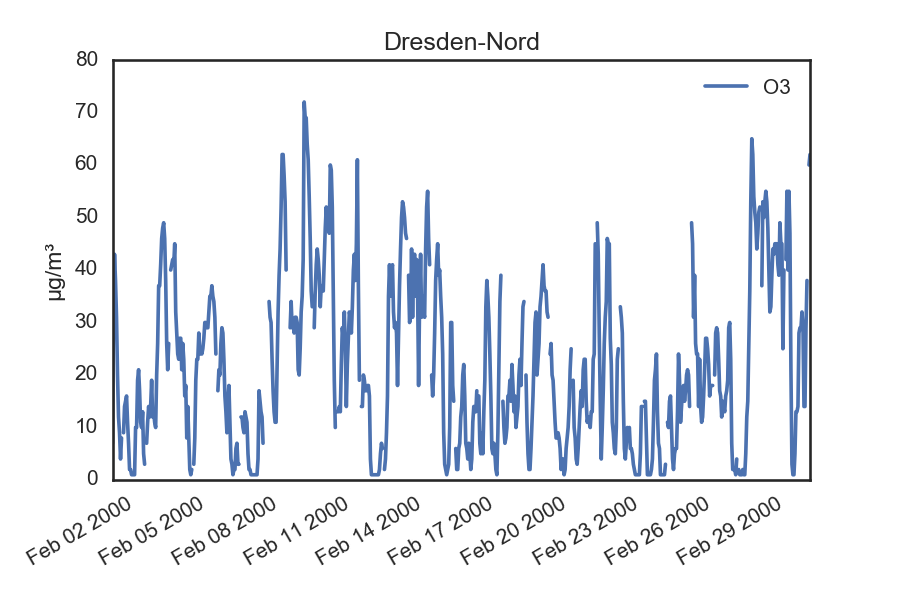 Dresden-Nord
O3
µg/m³
80
70
60
50
40
30
20
10
0
Feb 02 2000
Feb 05 2000
Feb 08 2000
Feb 11 2000
Feb 14 2000
Feb 17 2000
Feb 20 2000
Feb 23 2000
Feb 26 2000
Feb 29 2000